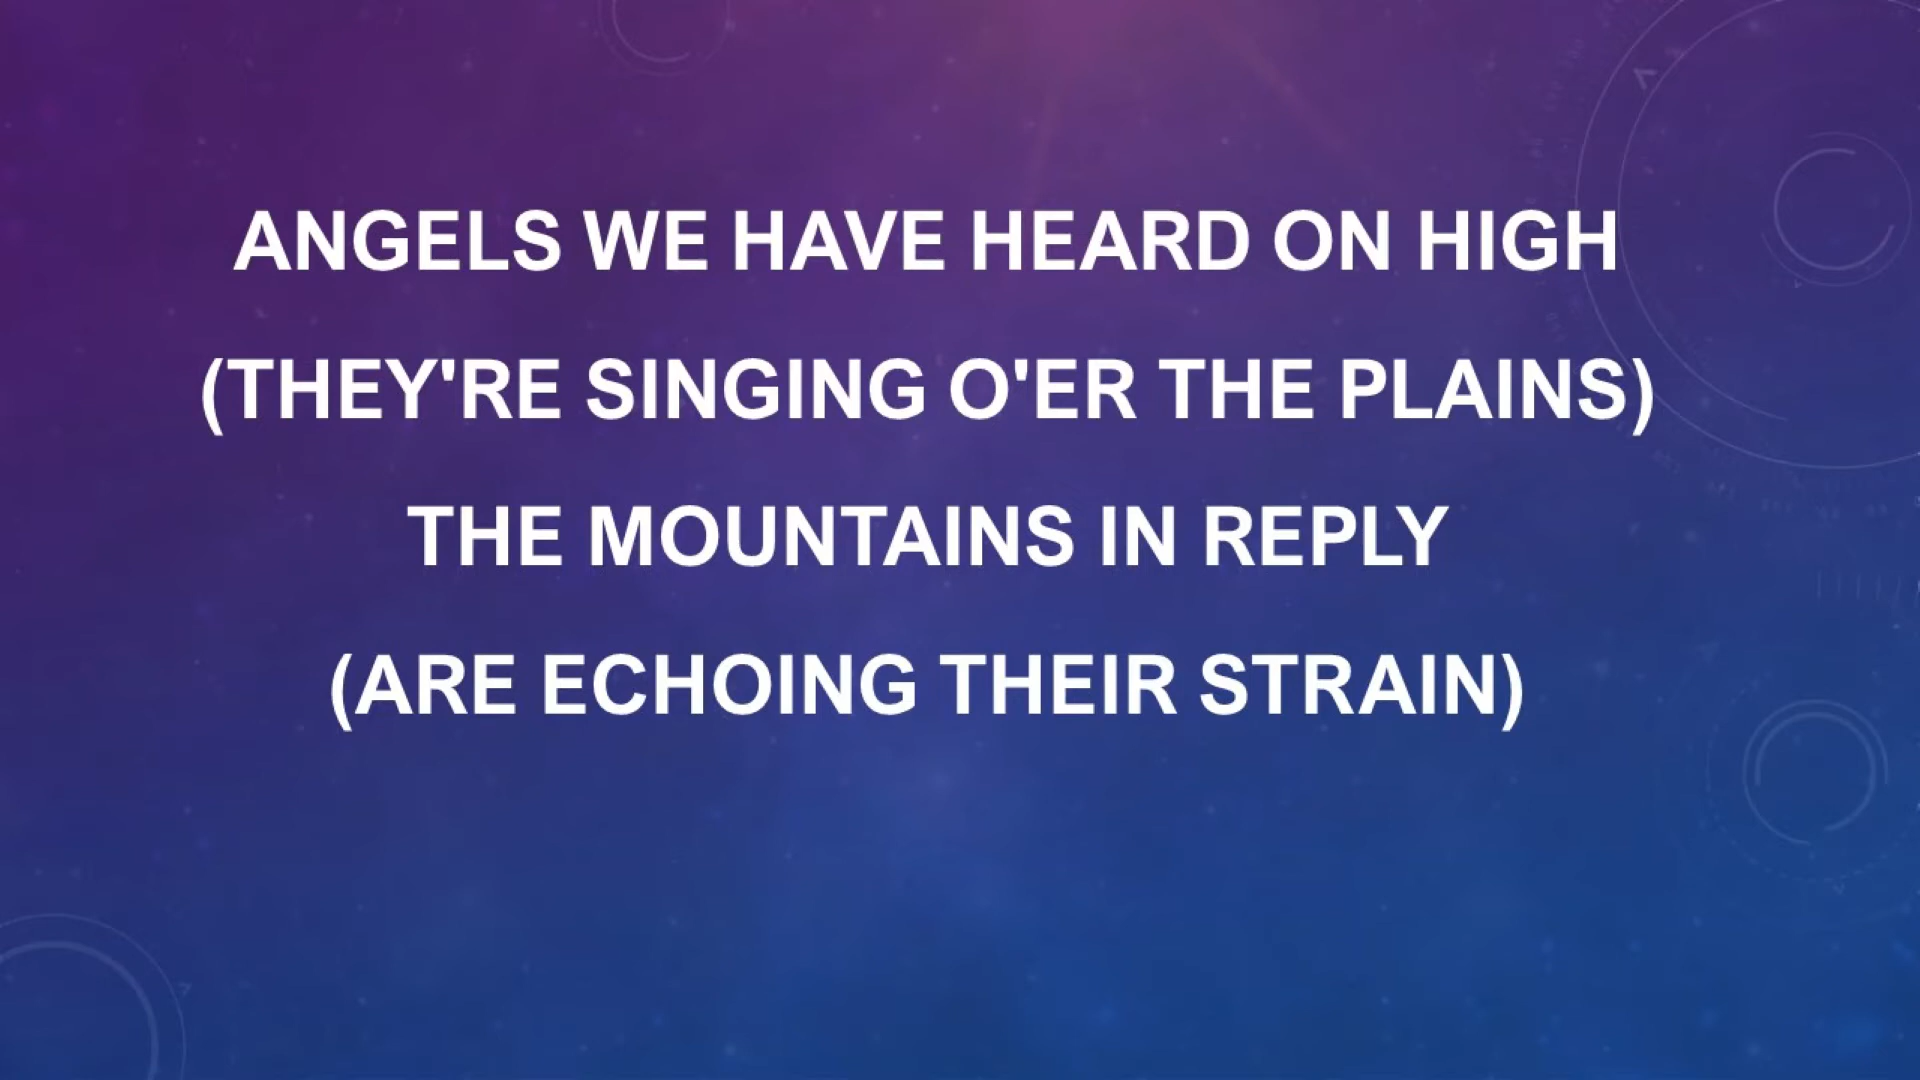 ANGELS WE HAVE HEARD ON HIGH
(THEY'RE SINGING O'ER THE PLAINS)
THE MOUNTAINS IN REPLY
(ARE ECHOING THEIR STRAIN)